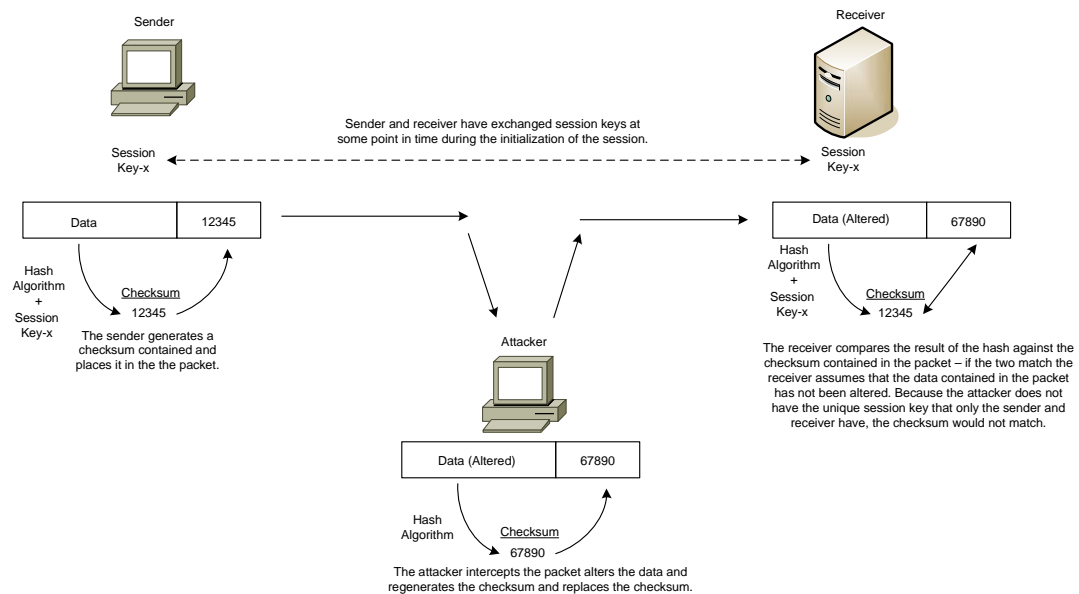 Sender
Receiver
Sender and receiver have exchanged session keys at
some point in time during the initialization of the session.
Session
Key-x
Session
Key-x
Data
12345
Hash
Algorithm
+
Session
Key-x
Checksum
12345
The sender generates a
checksum contained and
places it in the the packet.
Data (Altered)
67890
Hash
Algorithm
+
Session
Key-x
Checksum
12345
The receiver compares the result of the hash against the
checksum contained in the packet – if the two match the
receiver assumes that the data contained in the packet
has not been altered. Because the attacker does not
have the unique session key that only the sender and
receiver have, the checksum would not match.
Attacker
Data (Altered)
67890
Hash
Algorithm
Checksum
67890
The attacker intercepts the packet alters the data and
regenerates the checksum and replaces the checksum.